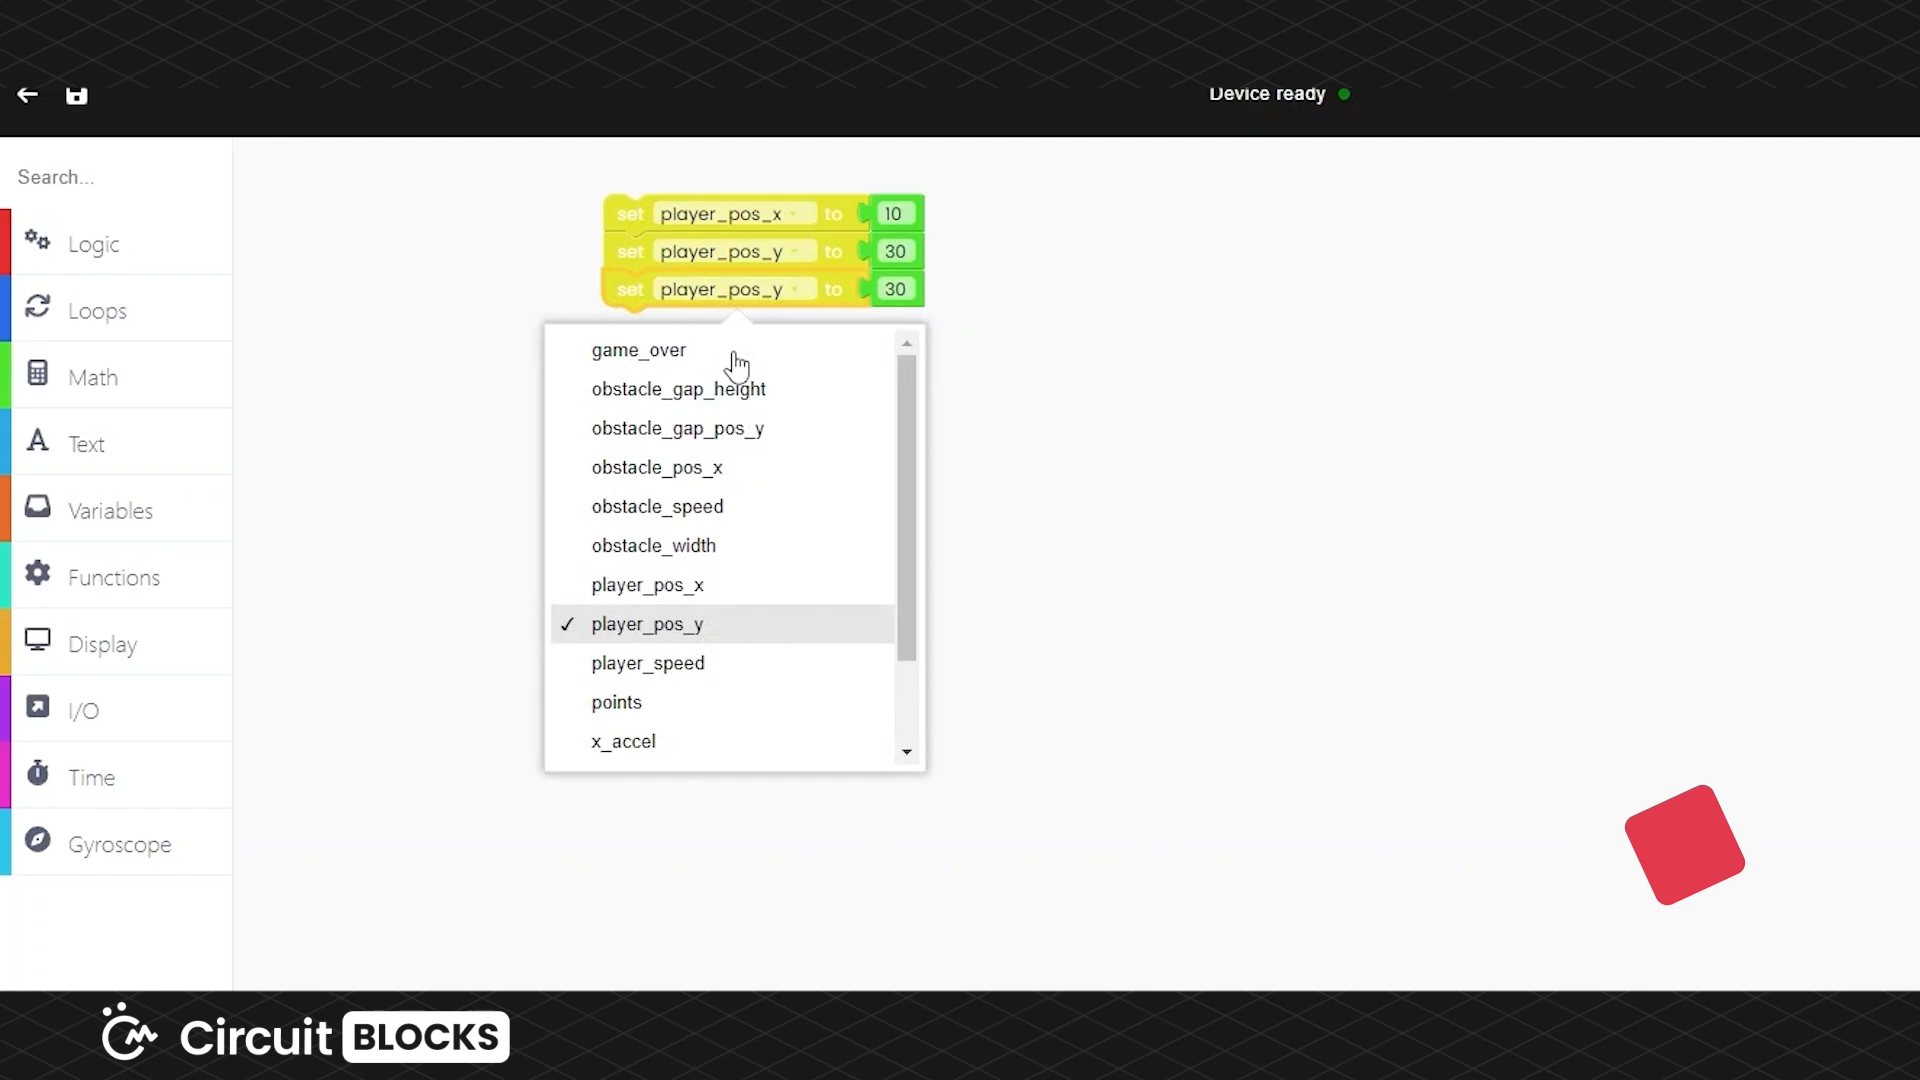 Device ready
Search...
Logic
Loops
Math
Text
Variables
Functions
Display
I/O
Time
Gyroscope
set player_pos_x to 10
set player_pos_y to 30
set player_pos_y to 30
game_over
obstacle_gap_height
obstacle_gap_pos_y
obstacle_pos_x
obstacle_speed
obstacle_width
player_pos_x
✓ player_pos_y
player_speed
points
x_accel
Circuit BLOCKS